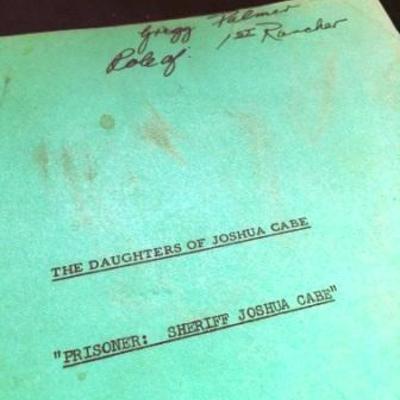 Gregg Palmer
Role of 1st Rancher
THE DAUGHTERS OF JOSHUA CABE
"PRISONER: SHERIFF JOSHUA CABE"